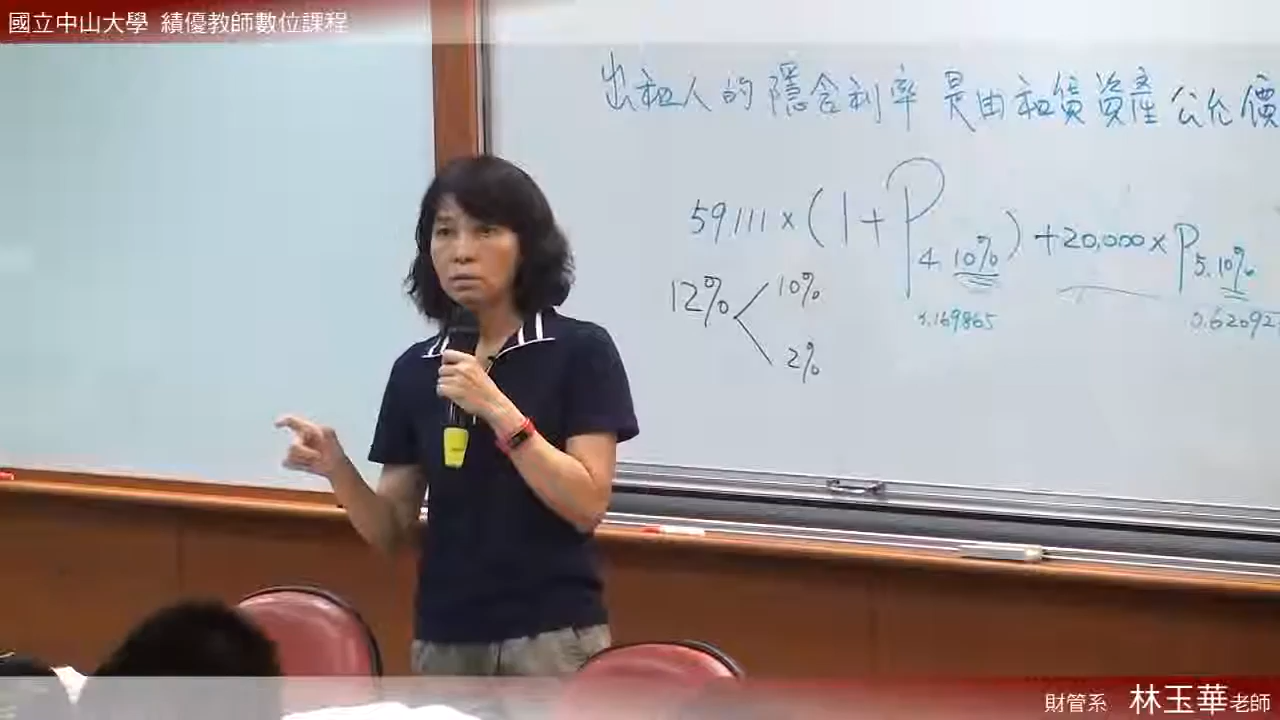 國立中山大學 績優教師數位課程
出租人的隱含利率是由租賃資產公允價
59111×(1+P4.10%)+20,000×P5.10%
12% 10%
2%
4.169865 0.62092
財管系 林玉華老師